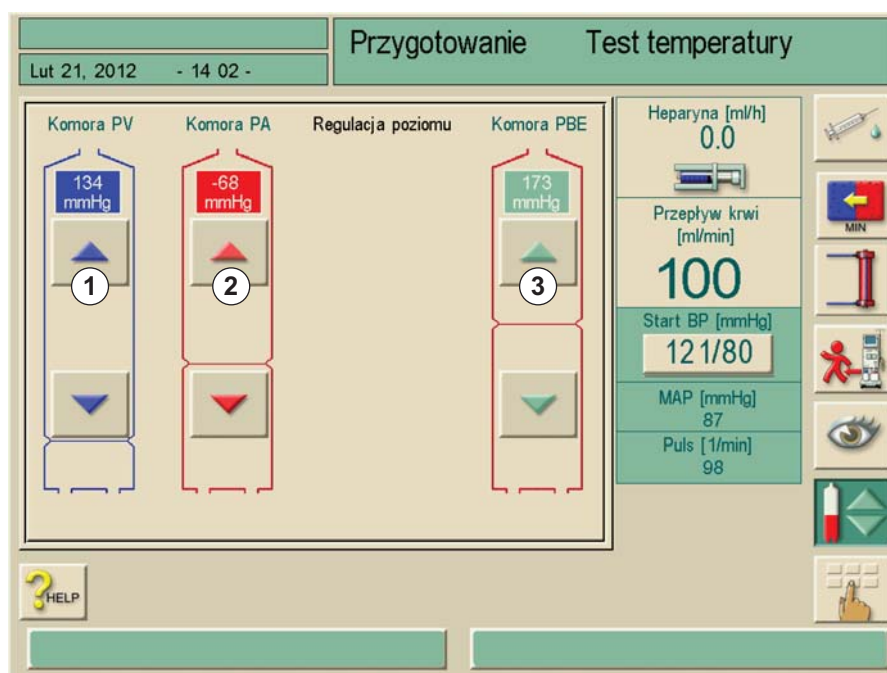 Przygotowanie Test temperatury
Lut 21, 2012 - 14 02 -
Komora PV
Komora PA
Regulacja poziomu
Komora PBE
134
mmHg
-68
mmHg
173
mmHg
1
2
3
Heparyna [ml/h]
0.0
Przepływ krwi
[ml/min]
100
Start BP [mmHg]
121/80
MAP [mmHg]
87
Puls [1/min]
98
MIN
?HELP